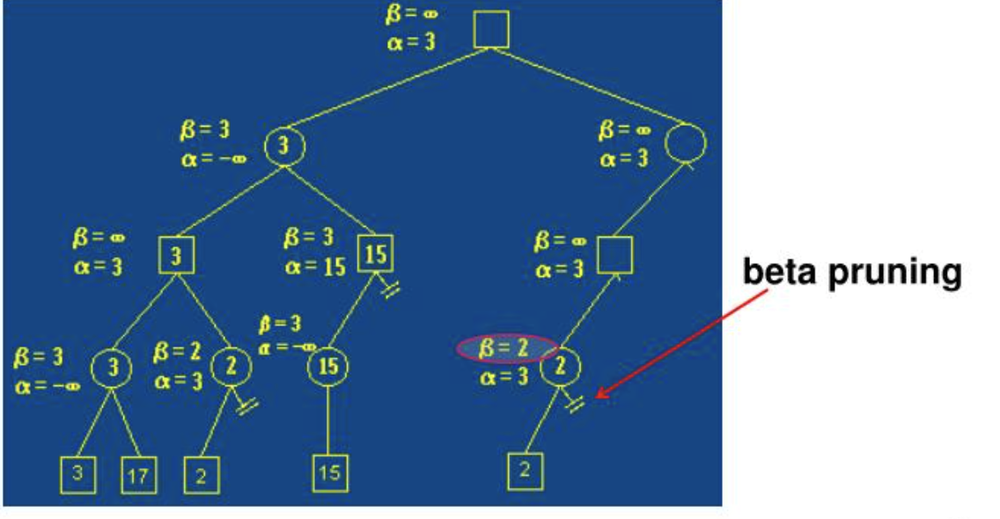 β = ∞
α = 3
β = 3
α = -∞
3
β = ∞
α = 3
β = ∞
α = 3
3
β = 3
α = 15
15
β = ∞
α = 3
beta pruning
β = 3
α = -∞
3
β = 2
α = 3
2
β = 3
α = -∞
15
β = 2
α = 3
2
3
17
2
15
2